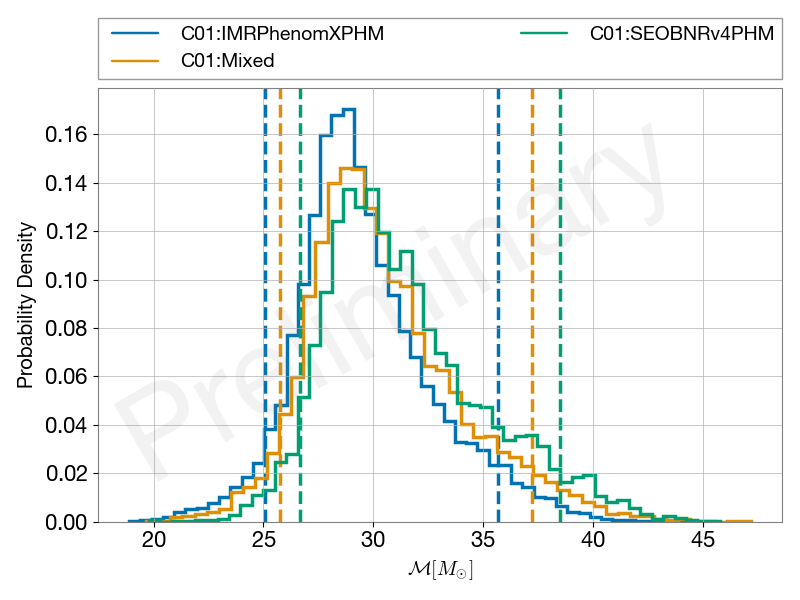 C01:IMRPhenomXPHM
C01:Mixed
C01:SEOBNRv4PHM
Preliminary
Probability Density
0.16
0.14
0.12
0.10
0.08
0.06
0.04
0.02
0.00
20 25 30 35 40 45
ℳ[M⊙]